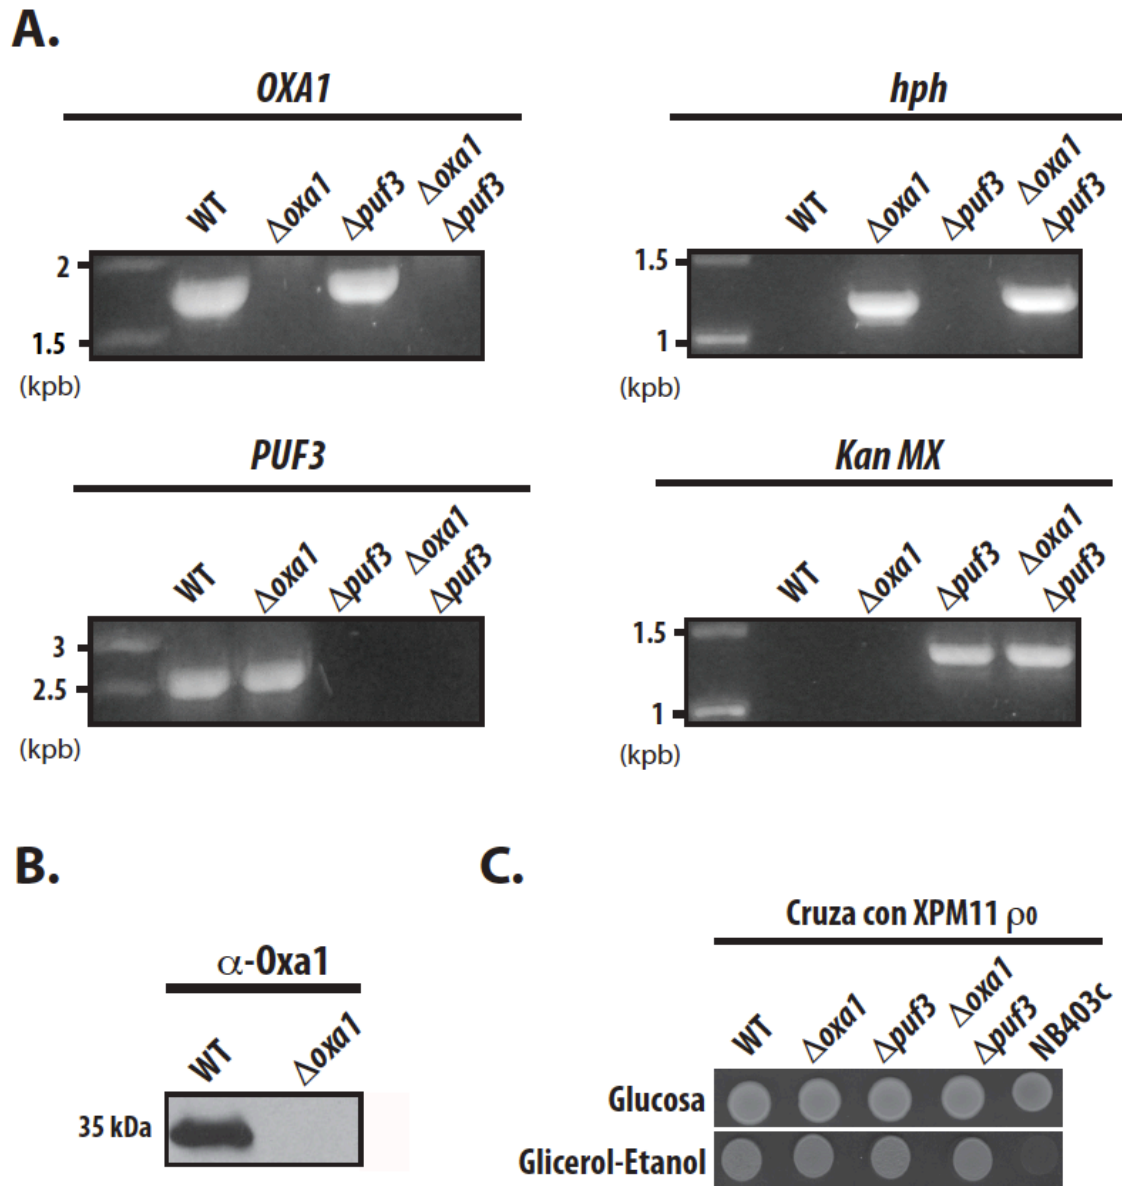 A.
OXA1
WT
Δoxa1
Δpuf3
Δoxa1
Δpuf3
2
1.5
(kpb)
hph
WT
Δoxa1
Δpuf3
Δoxa1
Δpuf3
1.5
1
(kpb)
PUF3
WT
Δoxa1
Δpuf3
Δoxa1
Δpuf3
3
2.5
(kpb)
Kan MX
WT
Δoxa1
Δpuf3
Δoxa1
Δpuf3
1.5
1
(kpb)
B.
α-Oxa1
WT
Δoxa1
35 kDa
C.
Cruza con XPM11 ρ0
WT
Δoxa1
Δpuf3
Δoxa1
Δpuf3
NB403c
Glucosa
Glicerol-Etanol